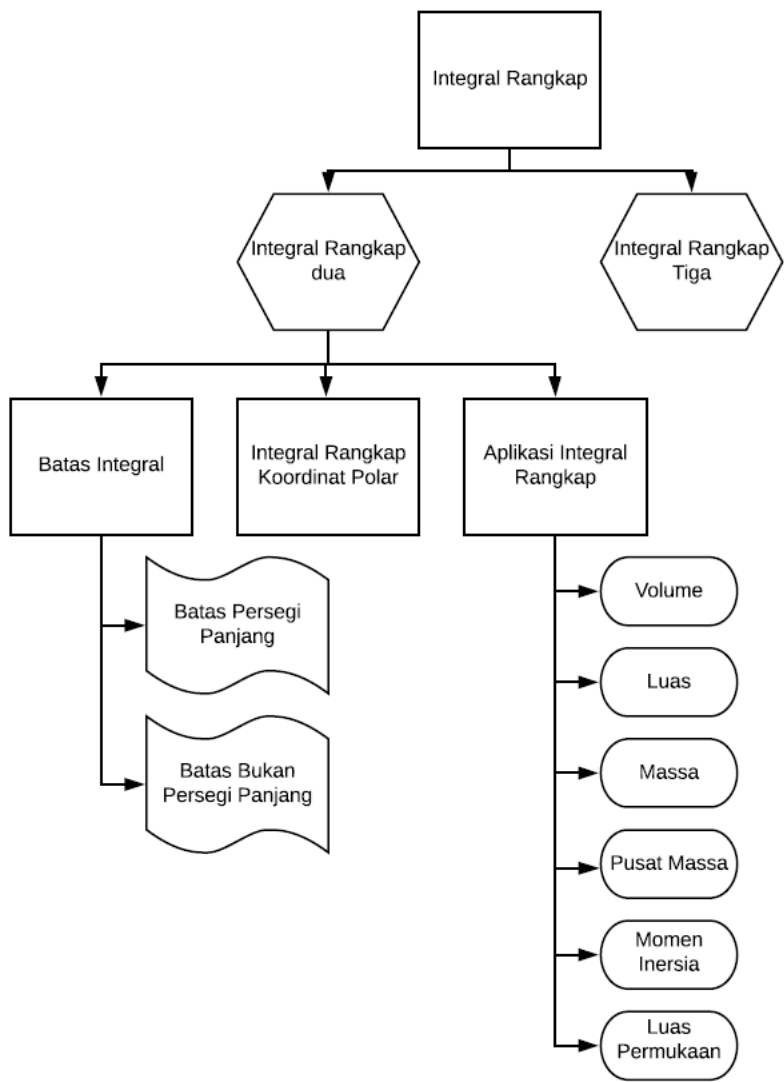 Integral Rangkap
Integral Rangkap
dua
Integral Rangkap
Tiga
Batas Integral
Integral Rangkap
Koordinat Polar
Aplikasi Integral
Rangkap
Batas Persegi
Panjang
Batas Bukan
Persegi Panjang
Volume
Luas
Massa
Pusat Massa
Momen
Inersia
Luas
Permukaan